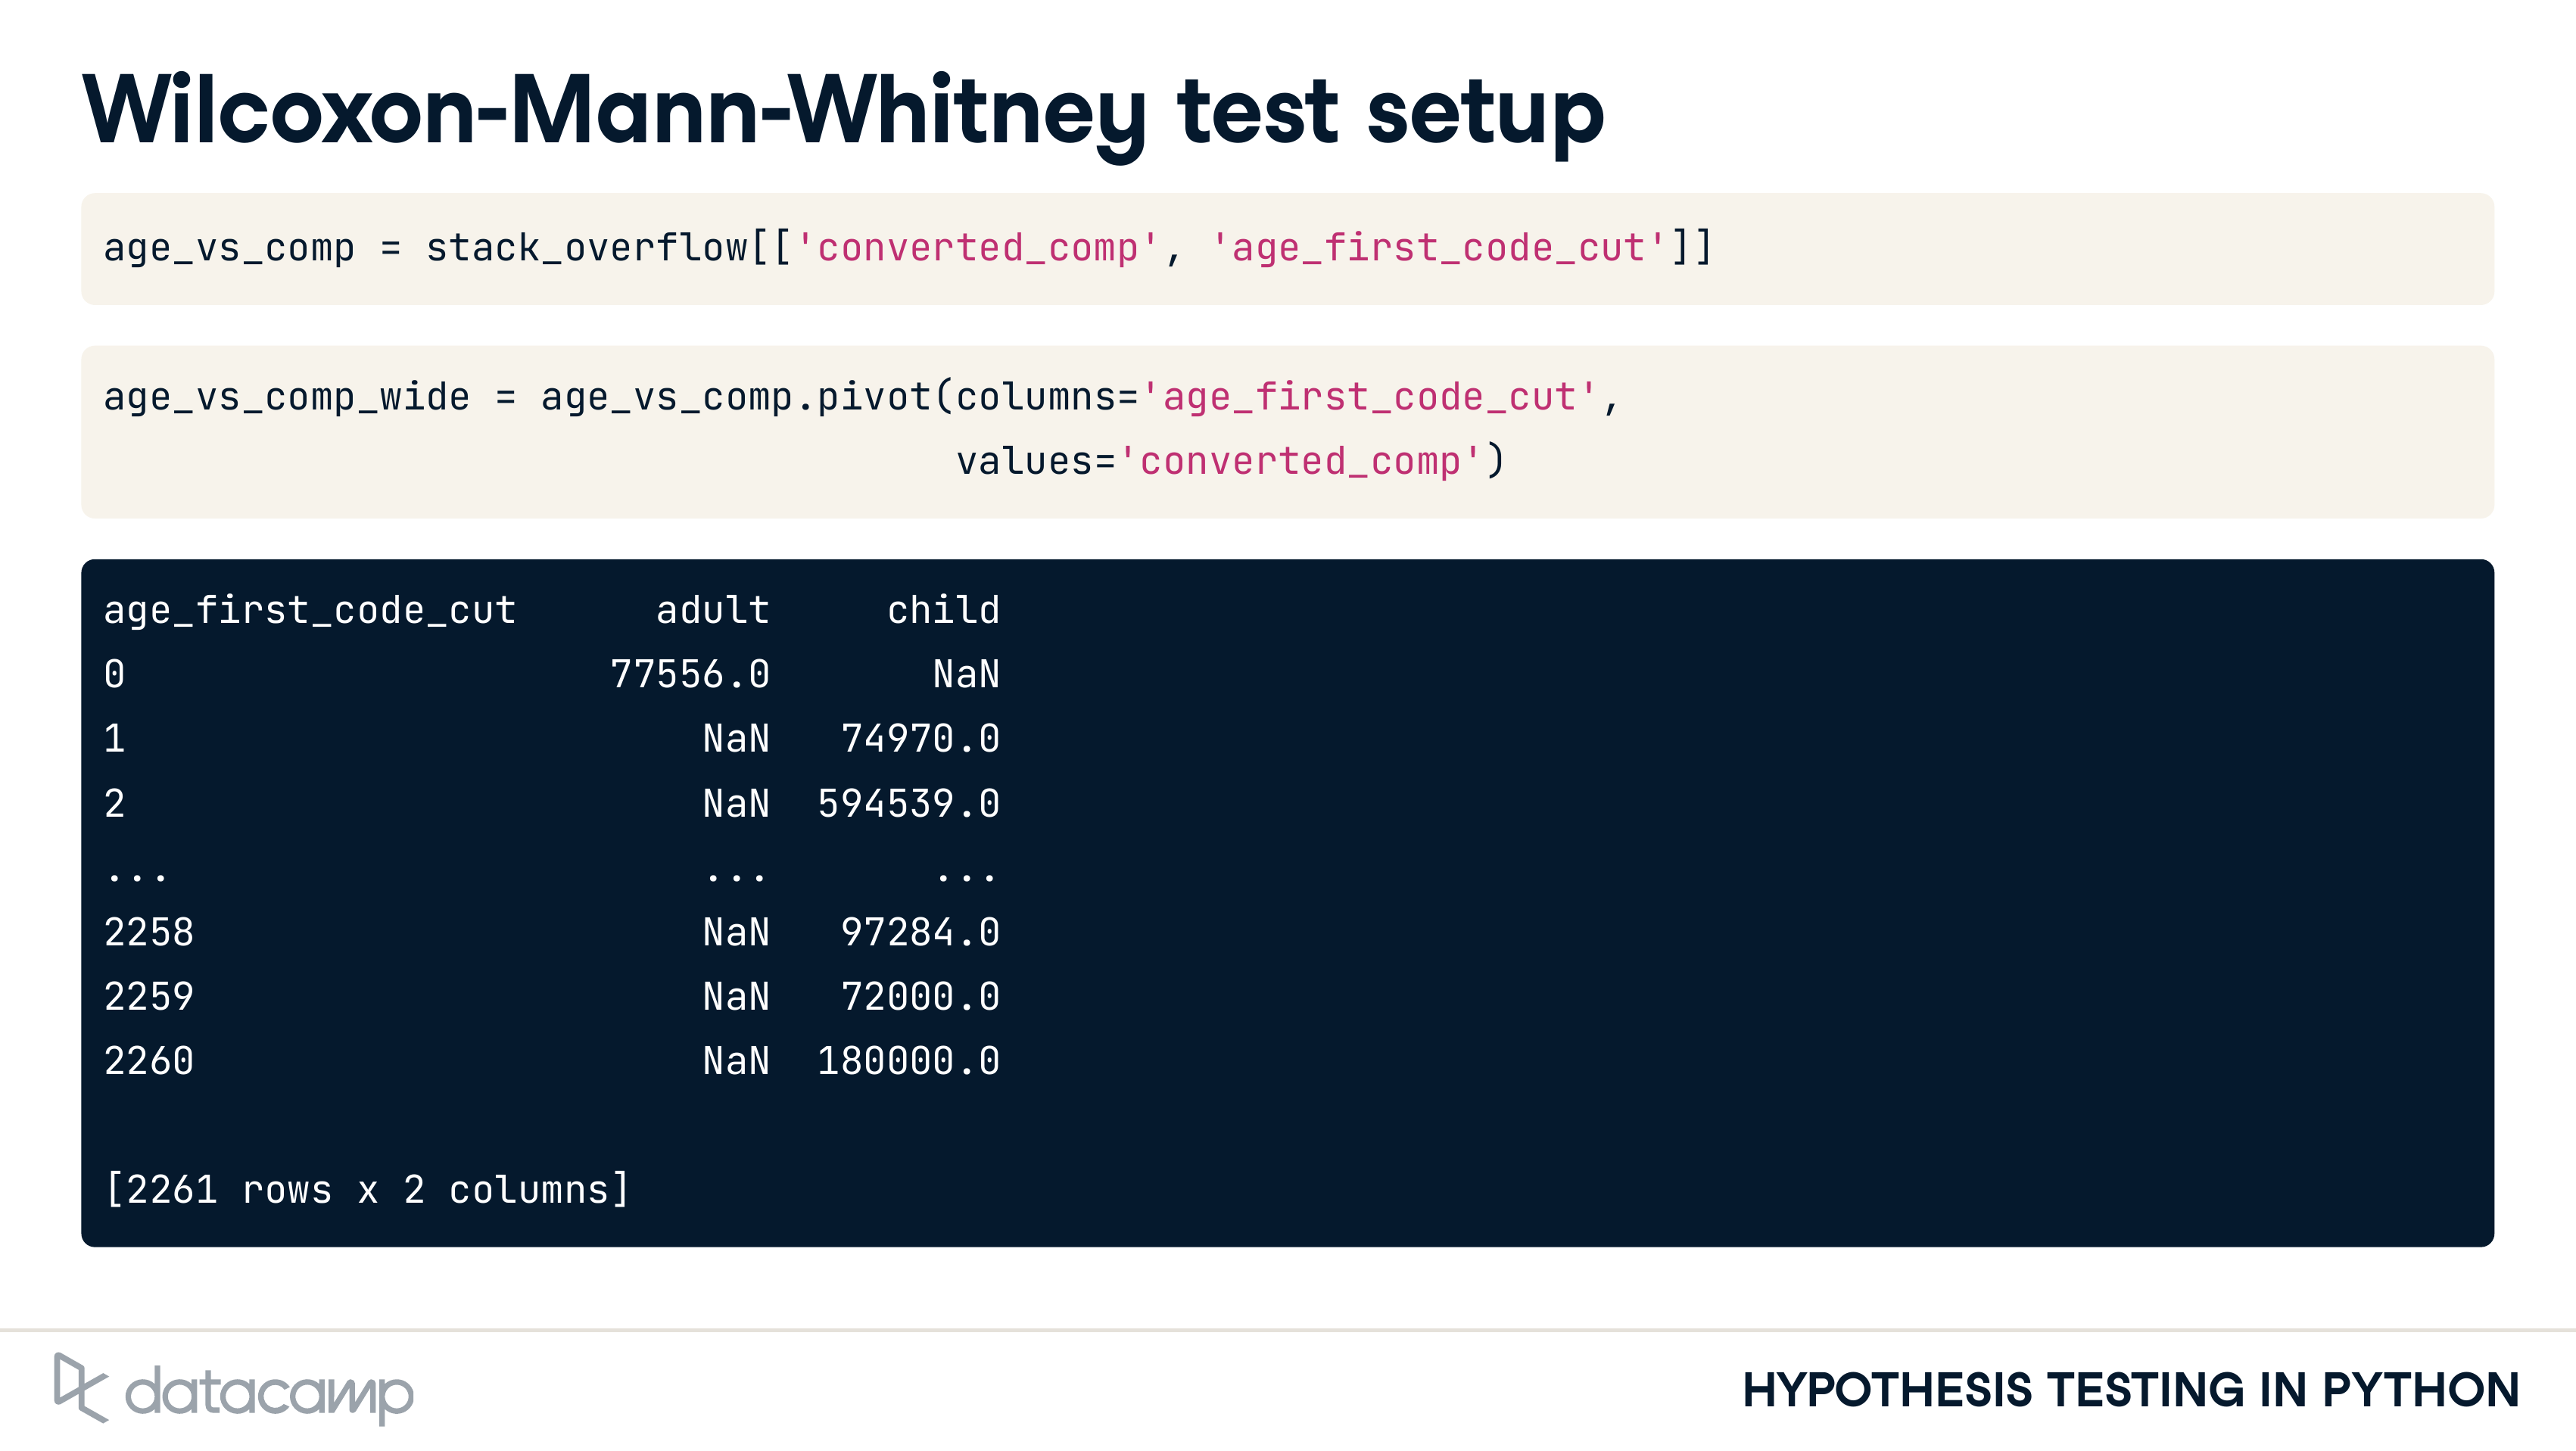 Wilcoxon-Mann-Whitney test setup
age_vs_comp = stack_overflow[['converted_comp', 'age_first_code_cut']]
age_vs_comp_wide = age_vs_comp.pivot(columns='age_first_code_cut',
                                     values='converted_comp')
age_first_code_cut      adult     child
0                     77556.0       NaN
1                         NaN   74970.0
2                         NaN  594539.0
...                       ...       ...
2258                      NaN   97284.0
2259                      NaN   72000.0
2260                      NaN  180000.0
[2261 rows x 2 columns]
datacamp
HYPOTHESIS TESTING IN PYTHON